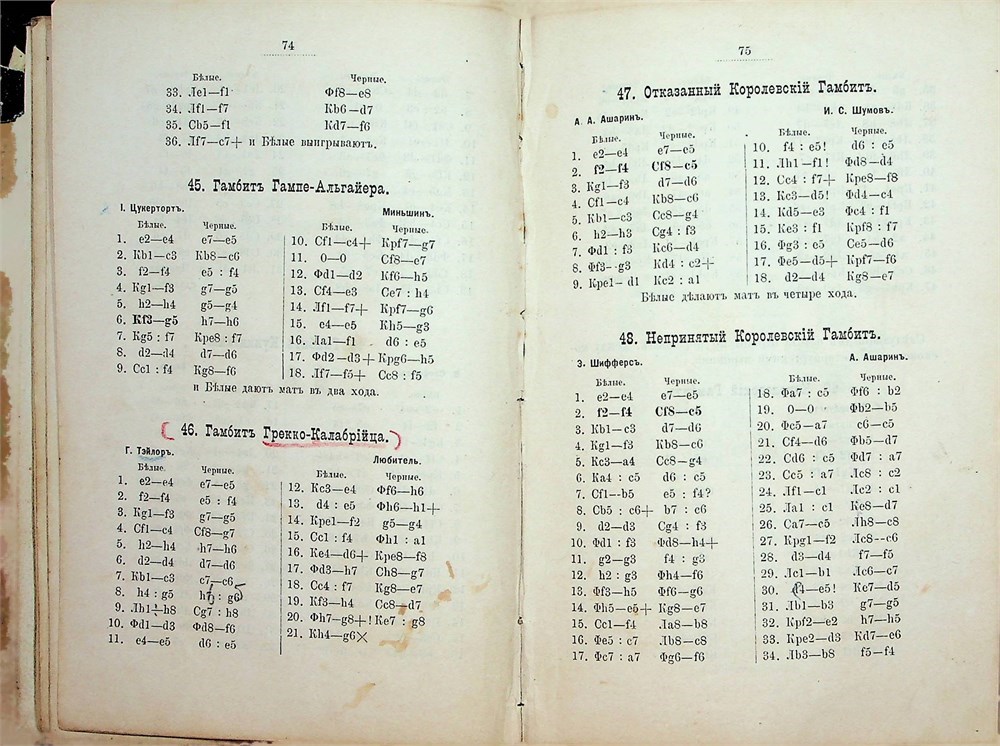 74
Бѣлые. Черные.
33. Ле1—f1 Фf8—e8
34. Лf1—f7 Кb6—d7
35. Сb5—f1 Кd7—f6
36. Лf7—c7+ и Бѣлые выигрываютъ.
45. Гамбитъ Гампе-Альгайера.
I. Цукертортъ. Миньшинъ.
Бѣлые. Черные. Бѣлые. Черные.
1. e2—e4 e7—e5 10. Cf1—c4+ Kpf7—g7
2. Kb1—c3 Kb8—c6 11. 0—0 Cf8—e7
3. f2—f4 e5 : f4 12. Фd1—d2 Kf6—h5
4. Kg1—f3 g7—g5 13. Cf4—e3 Ce7 : h4
5. h2—h4 g5—g4 14. Лf1—f7+ Kpf7—g6
6. Kf3—g5 h7—h6 15. e4—e5 Kh5—g3
7. Kg5 : f7 Kpe8 : f7 16. Ла1—f1 d6 : e5
8. d2—d4 d7—d6 17. Фd2—d3+ Kpg6—h5
9. Cc1 : f4 Kg8—f6 18. Лf7—f5+ Cc8 : f5
и Бѣлые даютъ матъ въ два хода.
46. Гамбитъ Грекко-Калабрійца.
Г. Тэйлоръ. Любитель.
Бѣлые. Черные. Бѣлые. Черные.
1. e2—e4 e7—e5 12. Kc3—e4 Фf6—h6
2. f2—f4 e5 : f4 13. d4 : e5 Фh6—h1+
3. Kg1—f3 g7—g5 14. Kpe1—f2 g5—g4
4. Cf1—c4 Cf8—g7 15. Cc1 : f4 Фh1 : a1
5. h2—h4 h7—h6 16. Ke4—d6+ Kpe8—f8
6. d2—d4 d7—d6 17. Фd3—h7 Ch8—g7
7. Kb1—c3 c7—c6 18. Cc4 : f7 Kg8—e7
8. h4 : g5 : g5 19. Kf3—h4 Cc8—d7
9. Лh1 h8 Cg7 : h8 20. Фh7—g8+! Ke7 : g8
10. Фd1—d3 Фd8—f6 21. Kh4—g6×
11. e4—e5 d6 : e5
75
47. Отказанный Королевскій Гамбитъ.
А. А. Ашаринъ. И. С. Шумовъ.
Бѣлые. Черные. Бѣлые. Черные.
1. e2—e4 e7—e5 10. f4 : e5! d6 : e5
2. f2—f4 Cf8—c5 11. Лh1—f1! Фd8—d4
3. Kg1—f3 d7—d6 12. Cc4 : f7+ Kpe8—f8
4. Cf1—c4 Kb8—c6 13. Kc3—d5! Фd4—c4
5. Kb1—c3 Cc8—g4 14. Kd5—e3 Фc4 : f1
6. h2—h3 Cg4 : f3 15. Ke3 : f1 Kpf8 : f7
7. Фd1 : f3 Kc6—d4 16. Фg3 : e5 Ce5—d6
8. Фf3—g3 Kd4 : c2+ 17. Фe5—d5+ Kpf7—f6
9. Kpe1—d1 Kc2 : a1 18. d2—d4 Kg8—e7
Бѣлые дѣлаютъ матъ въ четыре хода.
48. Непринятый Королевскій Гамбитъ.
Э. Шифферсъ. А. Ашаринъ.
Бѣлые. Черные. Бѣлые. Черные.
1. e2—e4 e7—e5 18. Фa7 : c5 Фf6 : b2
2. f2—f4 Cf8—c5 19. 0—0 Фb2—b5
3. Kb1—c3 d7—d6 20. Фc5—a7 c6—c5
4. Kg1—f3 Kb8—c6 21. Cf4—d6 Фb5—d7
5. Kc3—a4 Cc8—g4 22. Cd6 : c5 Фd7 : a7
6. Ka4 : c5 d6 : c5 23. Cc5 : a7 Лc8 : c2
7. Cf1—b5 e5 : f4? 24. Лf1—c1 Лc2 : c1
8. Cb5 : c6+ b7 : c6 25. Ла1 : c1 Ke8—d7
9. d2—d3 Cg4 : f3 26. Ca7—c5 Лh8—c8
10. Фd1 : f3 Фd8—h4+ 27. Kpg1—f2 Лc8—c6
11. g2—g3 f4 : g3 28. d3—d4 f7—f5
12. h2 : g3 Фh4—f6 29. Лc1—b1 Лc6—c7
13. Фf3—h5 Фf6—g6 30. e4—e5! Ke7—d5
14. Фh5—e5+ Kg8—e7 31. Лb1—b3 g7—g5
15. Cc1—f4 Ла8—b8 32. Kpf2—e2 h7—h5
16. Фe5 : c7 Лb8—c8 33. Kpe2—d3 Kd7—e6
17. Фc7 : a7 Фg6—f6 34. Лb3—b8 f5—f4